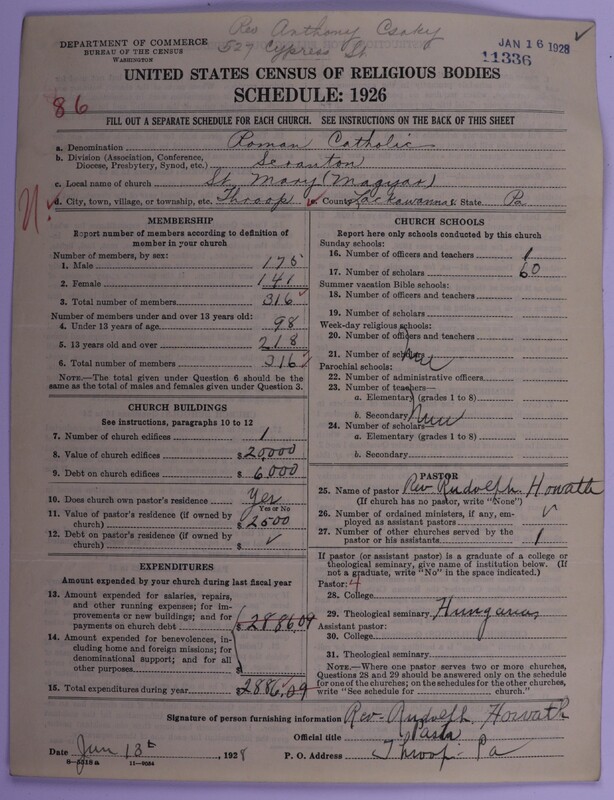 Rev Anthony Csaky
527 Cypress St
DEPARTMENT OF COMMERCE
BUREAU OF THE CENSUS
WASHINGTON
JAN 16 1928
11336
UNITED STATES CENSUS OF RELIGIOUS BODIES
SCHEDULE: 1926
86
FILL OUT A SEPARATE SCHEDULE FOR EACH CHURCH. SEE INSTRUCTIONS ON THE BACK OF THIS SHEET
a. Denomination Roman Catholic
b. Division (Association, Conference, Diocese, Presbytery, Synod, etc.) Scranton
c. Local name of church St. Mary (Magyar)
d. City, town, village, or township, etc. Throop County Lackawanna & State Pa
MEMBERSHIP
Report number of members according to definition of
member in your church
Number of members, by sex:
1. Male 175
2. Female 141
3. Total number of members 316
Number of members under and over 13 years old:
4. Under 13 years of age 98
5. 13 years old and over 218
6. Total number of members 316
NOTE.—The total given under Question 6 should be
same as the total of males and females given under Question 3.
CHURCH BUILDINGS
See instructions, paragraphs 10 to 12
7. Number of church edifices 1
8. Value of church edifices $20,000
9. Debt on church edifices $6,000
10. Does church own pastor's residence Yes
Yes or No
11. Value of pastor's residence (if owned by
church) $2500
12. Debt on pastor's residence (if owned by
church) $ ✓
EXPENDITURES
Amount expended by your church during last fiscal year
13. Amount expended for salaries, repairs,
and other running expenses; for im-
provements or new buildings; and for
payments on church debt $2886.09
14. Amount expended for benevolences, in-
cluding home and foreign missions; for
denominational support; and for all
other purposes $
15. Total expenditures during year $2886.09
CHURCH SCHOOLS
Report here only schools conducted by this church
Sunday schools:
16. Number of officers and teachers 1
17. Number of scholars 60
Summer vacation Bible schools:
18. Number of officers and teachers
19. Number of scholars
Week-day religious schools:
20. Number of officers and teachers
21. Number of scholars
Parochial schools:
22. Number of administrative officers
23. Number of teachers—
a. Elementary (grades 1 to 8)
b. Secondary
24. Number of scholars—
a. Elementary (grades 1 to 8)
b. Secondary
PASTOR
25. Name of pastor Rev Rudolph. Howath
(If church has no pastor, write "None")
26. Number of ordained ministers, if any, em-
ployed as assistant pastors ✓
27. Number of other churches served by the
pastor or his assistants 1
If pastor (or assistant pastor) is a graduate of a college or
theological seminary, give name of institution below. (If
not a graduate, write "No" in the space indicated.)
Pastor: 4
28. College
29. Theological seminary Hungarian
Assistant pastor:
30. College
31. Theological seminary
NOTE.—Where one pastor serves two or more churches,
Questions 28 and 29 should be answered only on the schedule
for one of the churches; on the schedules for the other churches,
write "See schedule for church."
Signature of person furnishing information Rev. Rudolph. Howath
Official title Pastor
Date Jan 13th, 1928 P. O. Address Throop Pa
8-5318a 11-9054